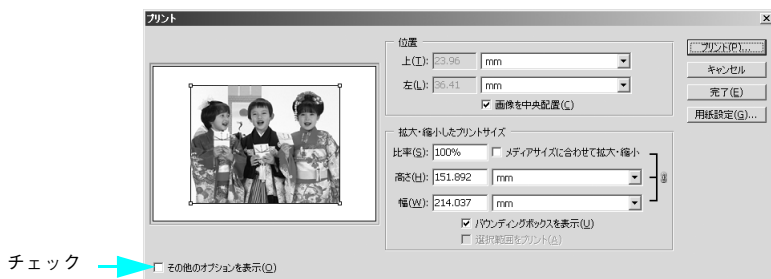 プリント
位置
上(T): 23.96 mm
左(L): 36.41 mm
画像を中央配置(C)
拡大・縮小したプリントサイズ
比率(S): 100% メディアサイズに合わせて拡大・縮小
高さ(H): 151.892 mm
幅(W): 214.037 mm
バウンディングボックスを表示(U)
選択範囲をプリント(A)
プリント(P)...
キャンセル
完了(E)
用紙設定(G)...
チェック
その他のオプションを表示(O)